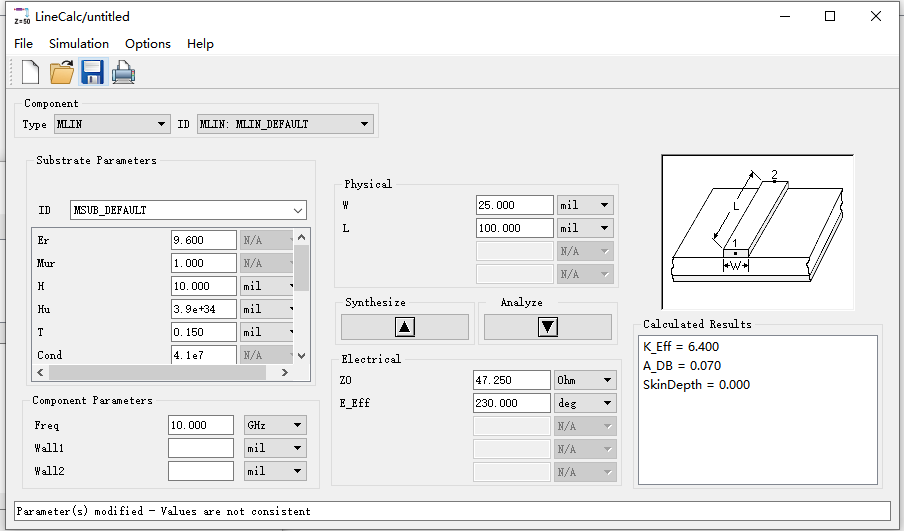 Z=50 LineCalc/untitled
File Simulation Options Help
Component
Type MLIN ID MLIN: MLIN_DEFAULT
Substrate Parameters
ID MSUB_DEFAULT
Er 9.600 N/A
Mur 1.000 N/A
H 10.000 mil
Hu 3.9e+34 mil
T 0.150 mil
Cond 4.1e7 N/A
Component Parameters
Freq 10.000 GHz
Wall1 mil
Wall2 mil
Physical
W 25.000 mil
L 100.000 mil
N/A
N/A
Synthesize Analyze
Electrical
Z0 47.250 Ohm
E_Eff 230.000 deg
N/A
N/A
N/A
2
L
1
W
Calculated Results
K_Eff = 6.400
A_DB = 0.070
SkinDepth = 0.000
Parameter(s) modified - Values are not consistent